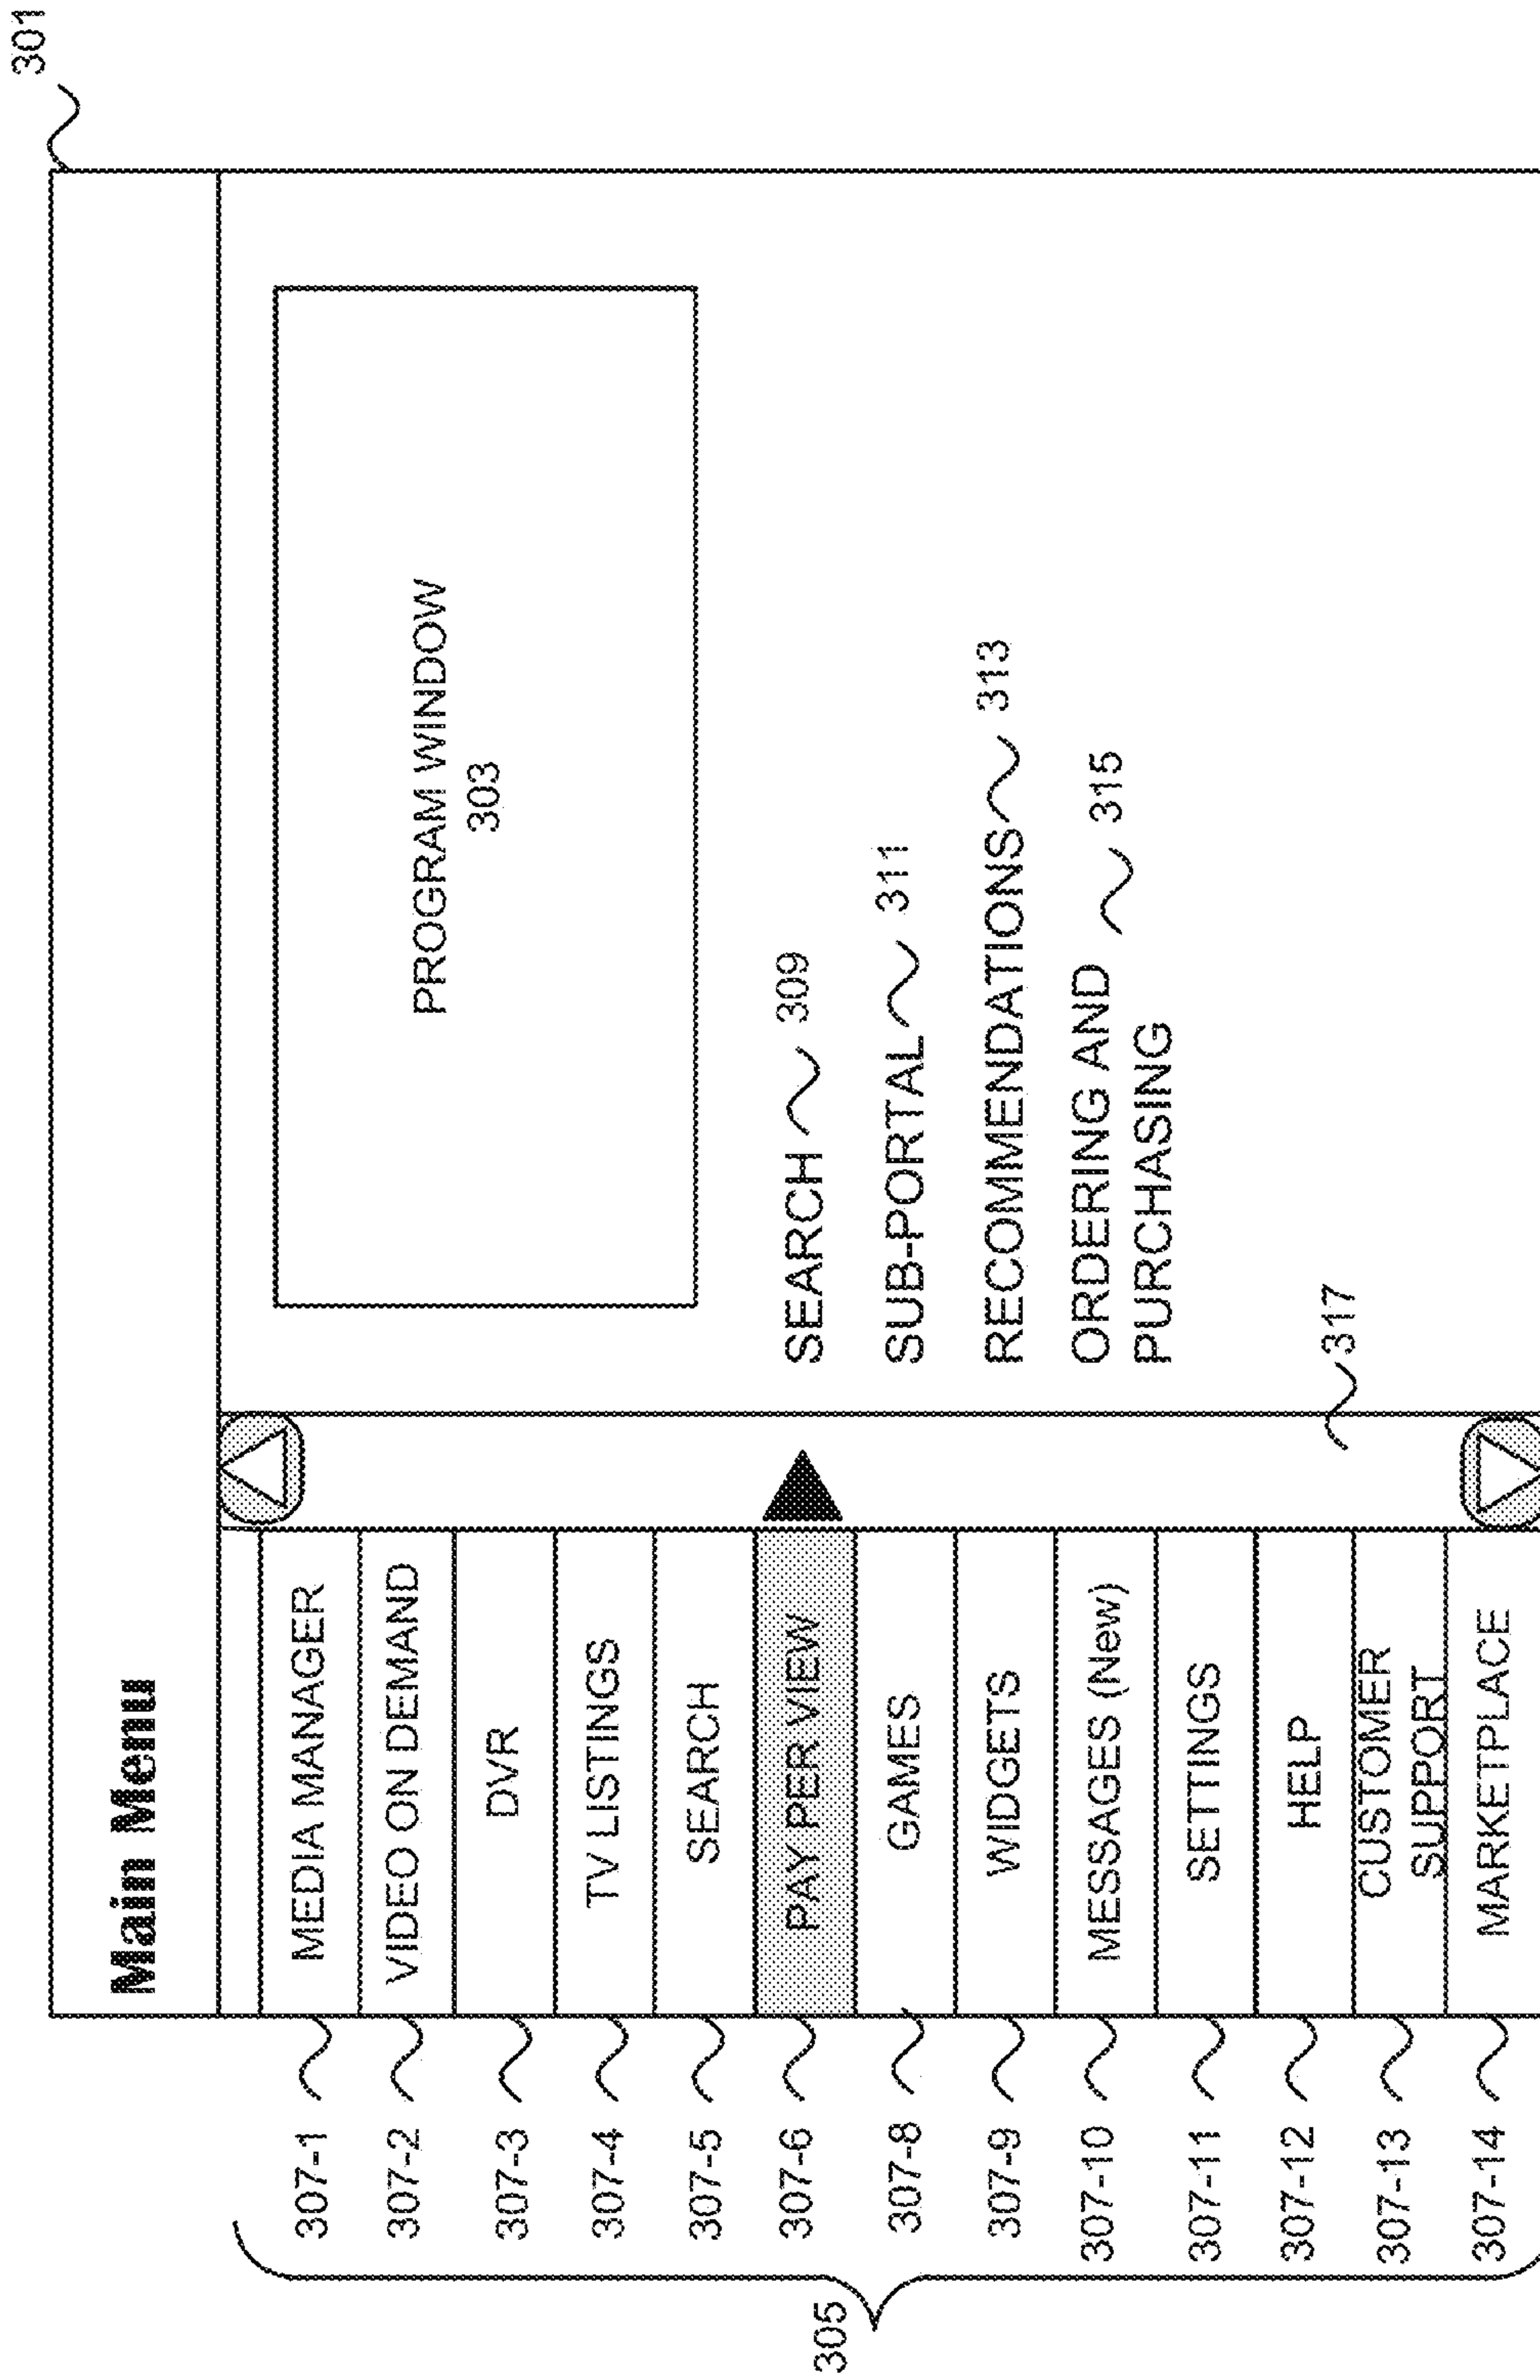 301
Main Menu
307-1 MEDIA MANAGER
307-2 VIDEO ON DEMAND
307-3 DVR
307-4 TV LISTINGS
307-5 SEARCH
307-6 PAY PER VIEW
307-8 GAMES
307-9 WIDGETS
307-10 MESSAGES (New)
307-11 SETTINGS
307-12 HELP
307-13 CUSTOMER
SUPPORT
307-14 MARKETPLACE
305
PROGRAM WINDOW
303
SEARCH 309
SUB-PORTAL 311
RECOMMENDATIONS 313
ORDERING AND 315
PURCHASING
317